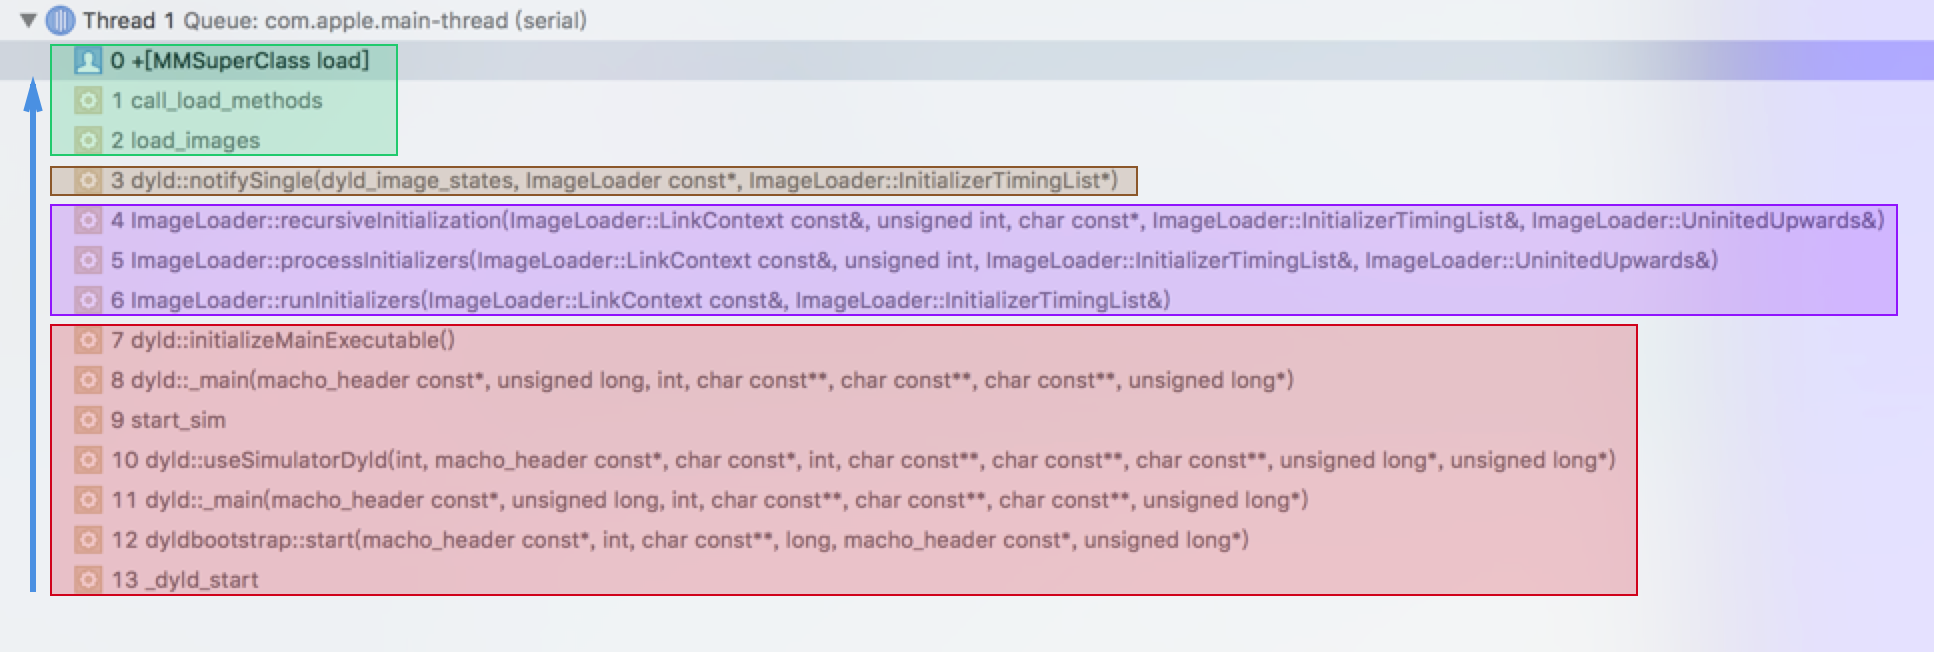 Thread 1 Queue: com.apple.main-thread (serial)
0 +[MMSuperClass load]
1 call_load_methods
2 load_images
3 dyld::notifySingle(dyld_image_states, ImageLoader const*, ImageLoader::InitializerTimingList*)
4 ImageLoader::recursiveInitialization(ImageLoader::LinkContext const&, unsigned int, char const*, ImageLoader::InitializerTimingList&, ImageLoader::UninitedUpwards&)
5 ImageLoader::processInitializers(ImageLoader::LinkContext const&, unsigned int, ImageLoader::InitializerTimingList&, ImageLoader::UninitedUpwards&)
6 ImageLoader::runInitializers(ImageLoader::LinkContext const&, ImageLoader::InitializerTimingList&)
7 dyld::initializeMainExecutable()
8 dyld::_main(macho_header const*, unsigned long, int, char const**, char const**, char const**, unsigned long*)
9 start_sim
10 dyld::useSimulatorDyld(int, macho_header const*, char const*, int, char const**, char const**, char const**, unsigned long*, unsigned long*)
11 dyld::_main(macho_header const*, unsigned long, int, char const**, char const**, char const**, unsigned long*)
12 dyldbootstrap::start(macho_header const*, int, char const**, long, macho_header const*, unsigned long*)
13 _dyld_start